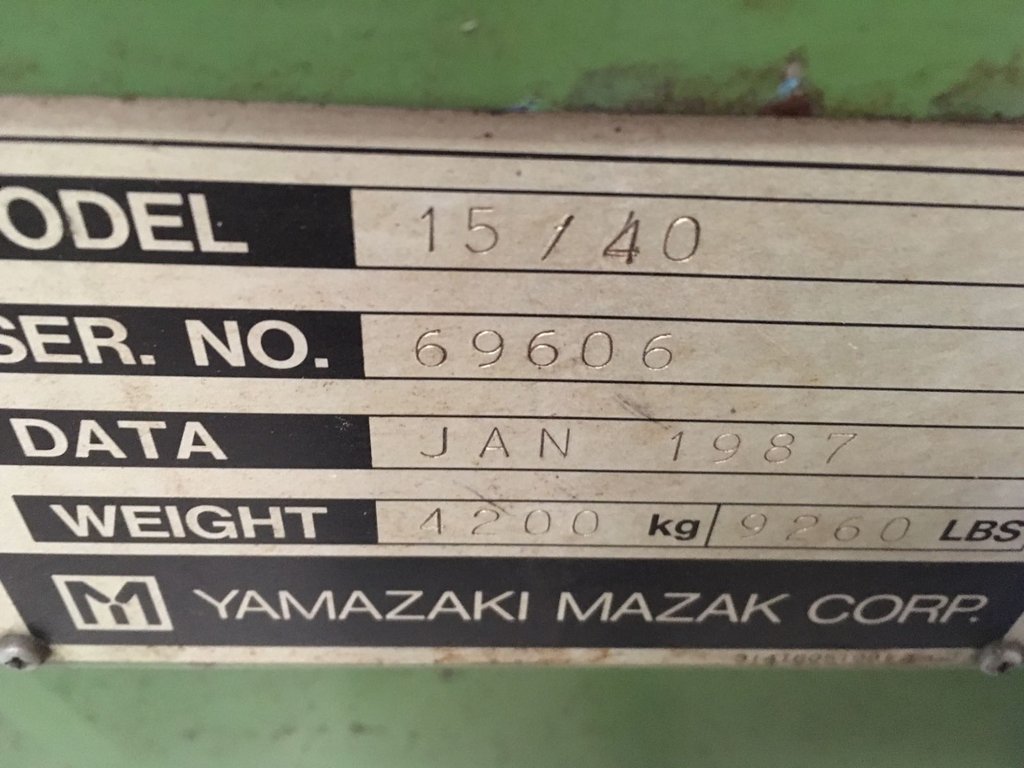 ODEL 15/40
SER. NO. 69606
DATA JAN 1987
WEIGHT 4200 kg/9260 LBS
YAMAZAKI MAZAK CORP.